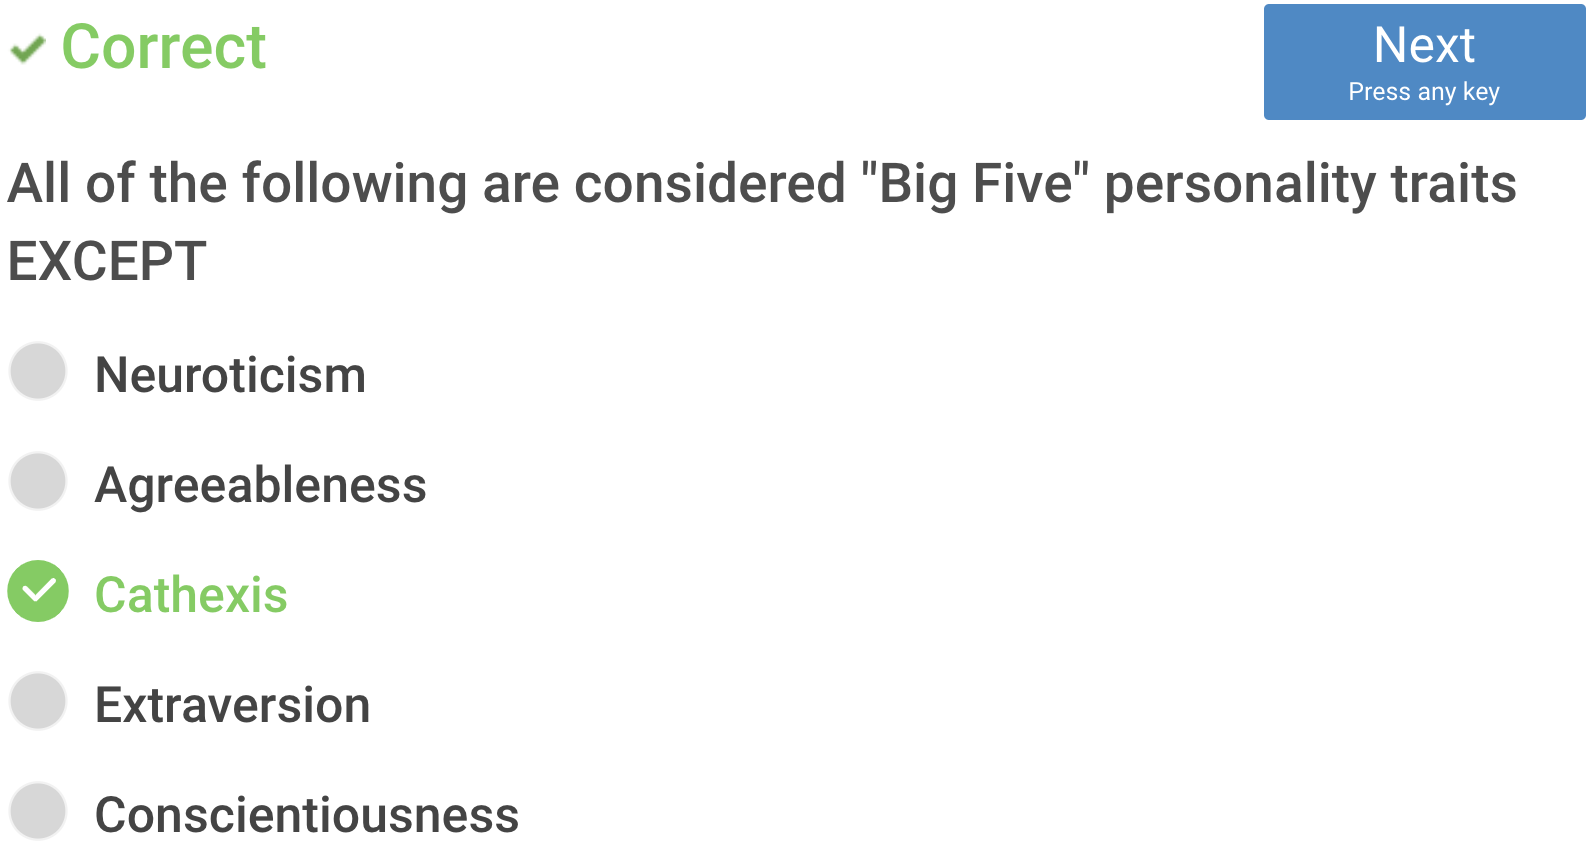 Correct
Next
Press any key
All of the following are considered "Big Five" personality traits
EXCEPT
Neuroticism
Agreeableness
Cathexis
Extraversion
Conscientiousness